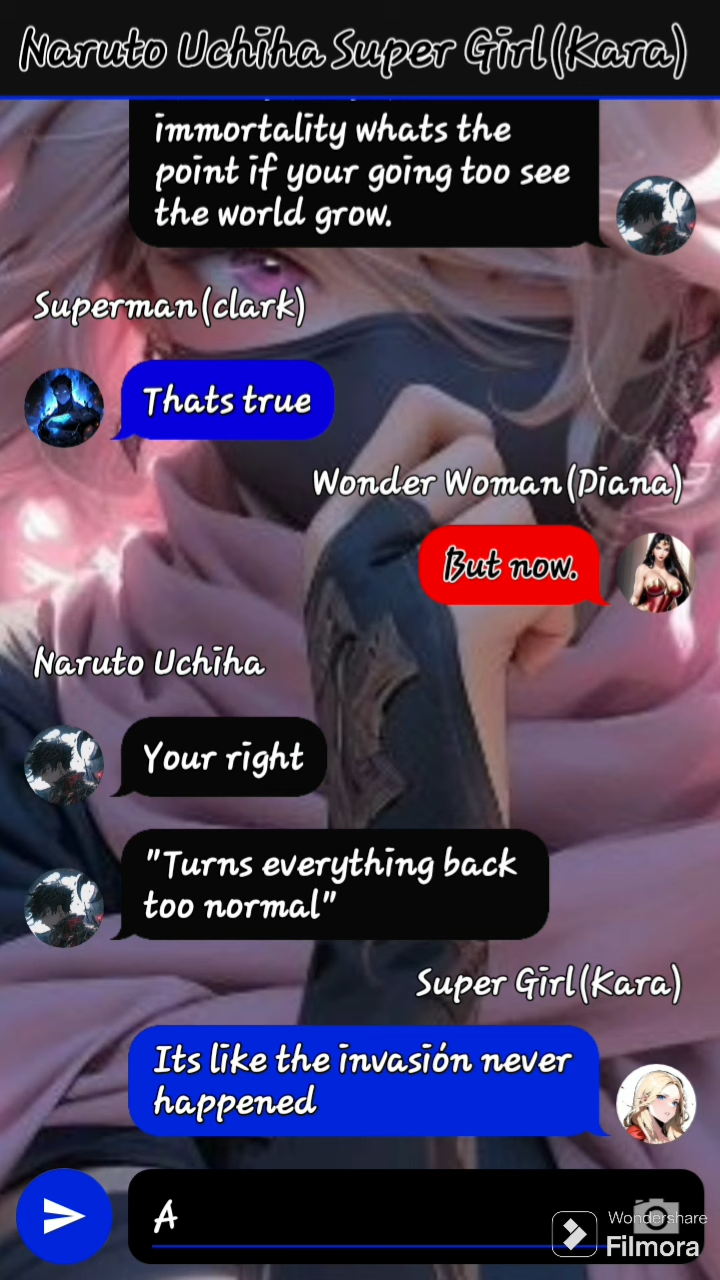 Naruto Uchiha Super Girl(Kara)
immortality whats the
point if your going too see
the world grow.
Superman(clark)
Thats true
Wonder Woman(Diana)
But now.
Naruto Uchiha
Your right
"Turns everything back
too normal"
Super Girl(Kara)
Its like the invasión never
happened
A
Wondershare
Filmora